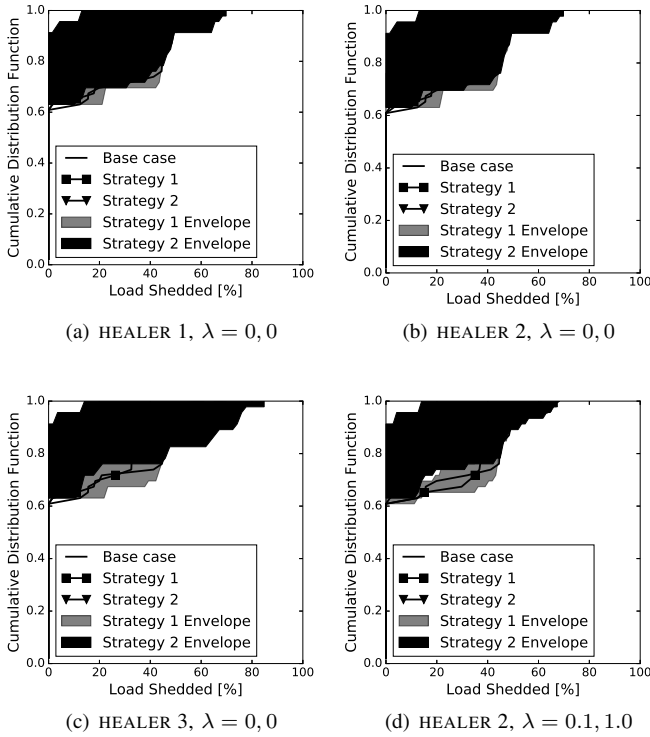 Cumulative Distribution Function
1.0
0.8
0.6
0.4
0.2
0.0
Base case
Strategy 1
Strategy 2
Strategy 1 Envelope
Strategy 2 Envelope
0 20 40 60 80 100
Load Shedded [%]
(a) HEALER 1, λ = 0, 0
Cumulative Distribution Function
1.0
0.8
0.6
0.4
0.2
0.0
Base case
Strategy 1
Strategy 2
Strategy 1 Envelope
Strategy 2 Envelope
0 20 40 60 80 100
Load Shedded [%]
(b) HEALER 2, λ = 0, 0
Cumulative Distribution Function
1.0
0.8
0.6
0.4
0.2
0.0
Base case
Strategy 1
Strategy 2
Strategy 1 Envelope
Strategy 2 Envelope
0 20 40 60 80 100
Load Shedded [%]
(c) HEALER 3, λ = 0, 0
Cumulative Distribution Function
1.0
0.8
0.6
0.4
0.2
0.0
Base case
Strategy 1
Strategy 2
Strategy 1 Envelope
Strategy 2 Envelope
0 20 40 60 80 100
Load Shedded [%]
(d) HEALER 2, λ = 0.1, 1.0